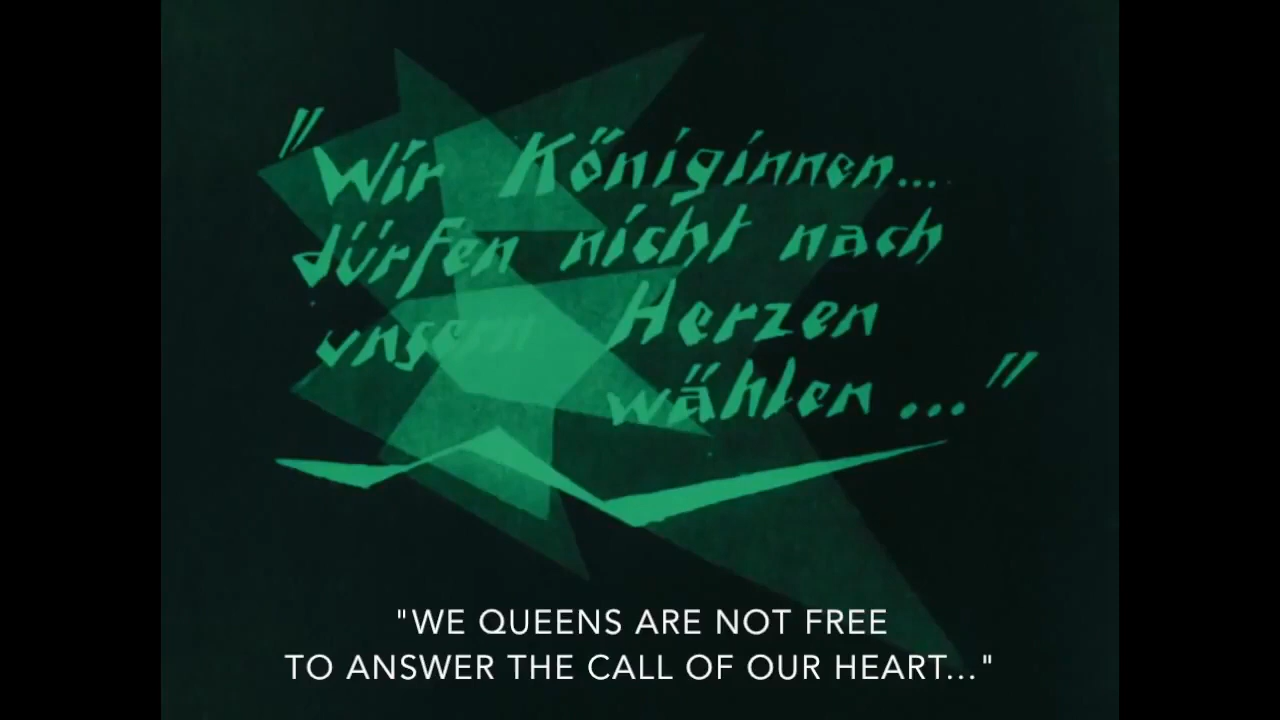 "Wir Königinnen...
dürfen nicht nach
unserm Herzen
wählen..."
"WE QUEENS ARE NOT FREE
TO ANSWER THE CALL OF OUR HEART..."